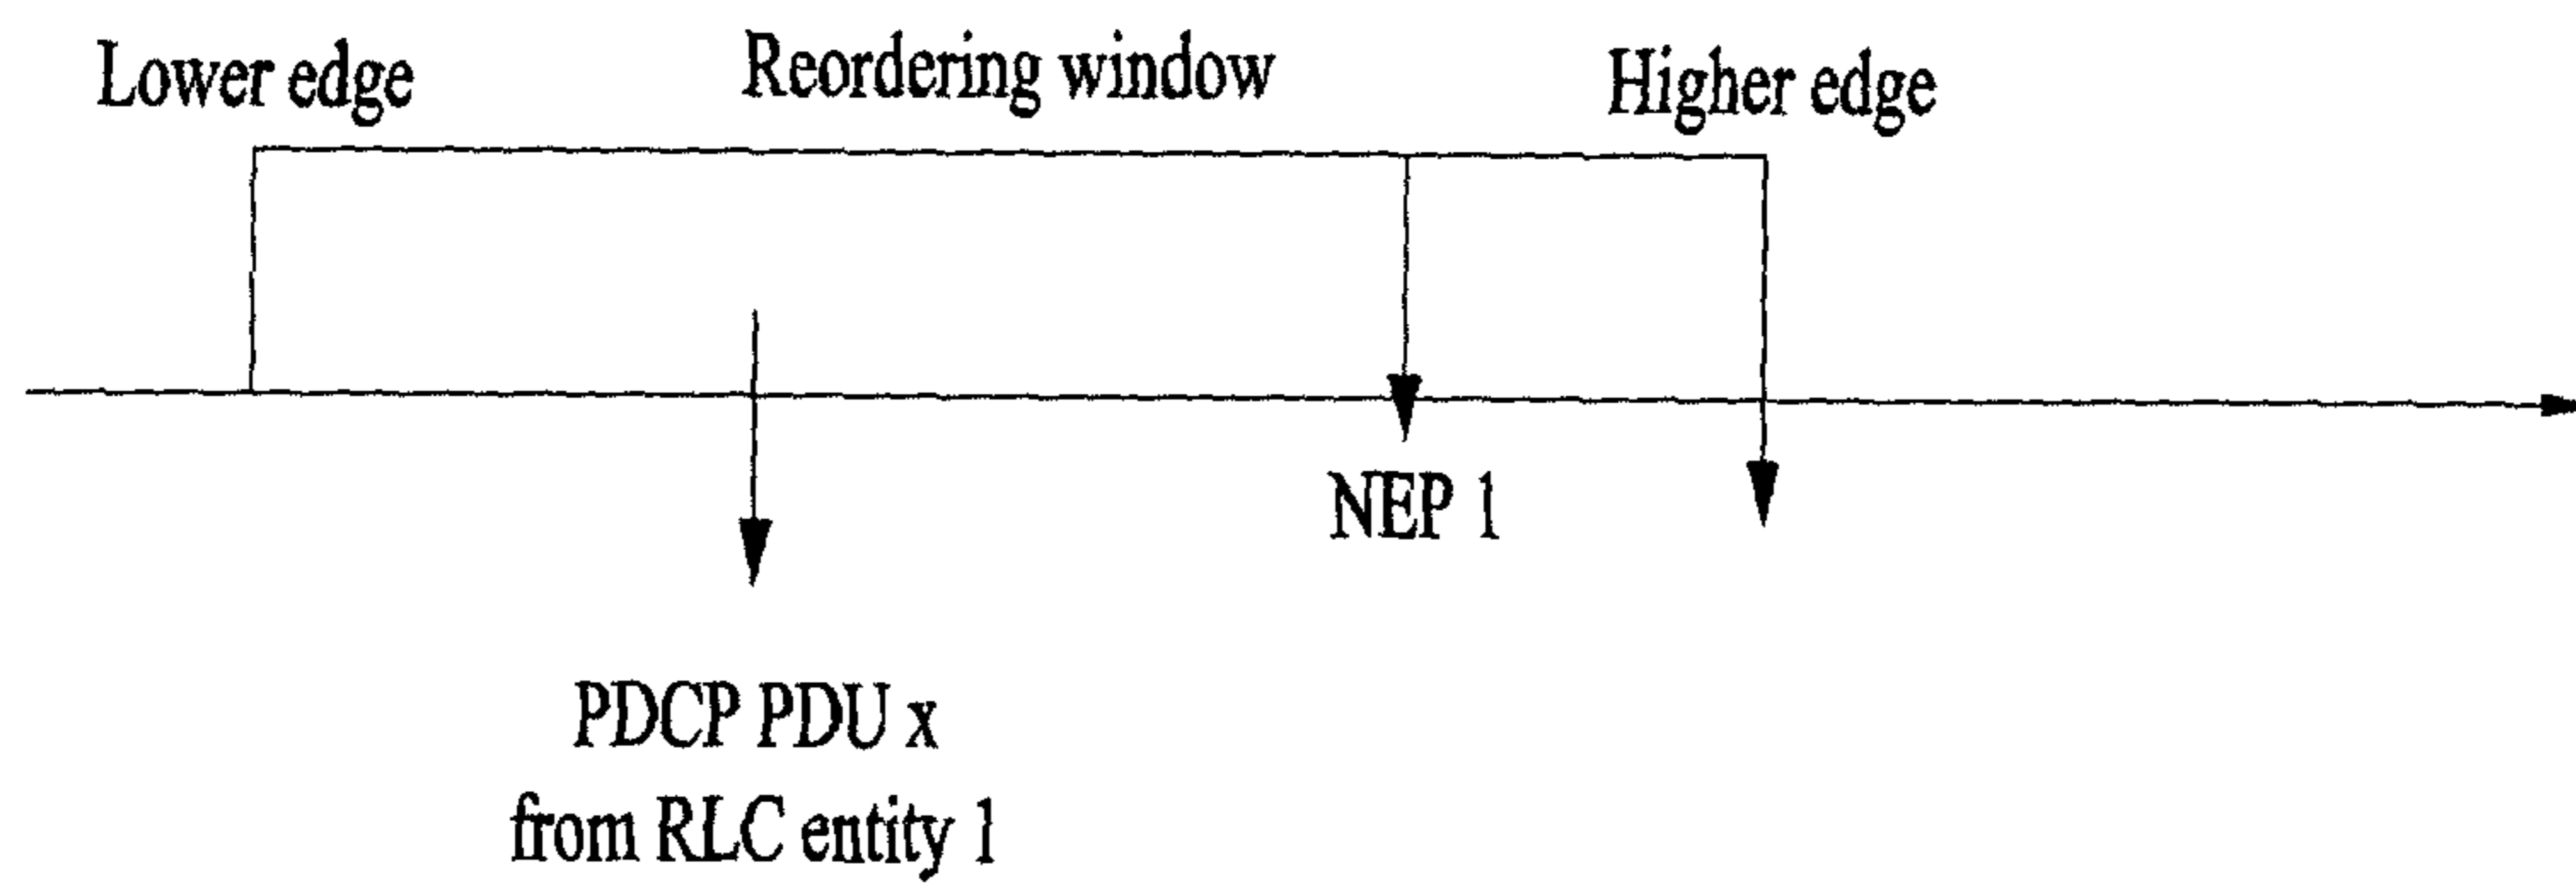 Lower edge
Reordering window
Higher edge
NEP 1
PDCP PDU x
from RLC entity 1